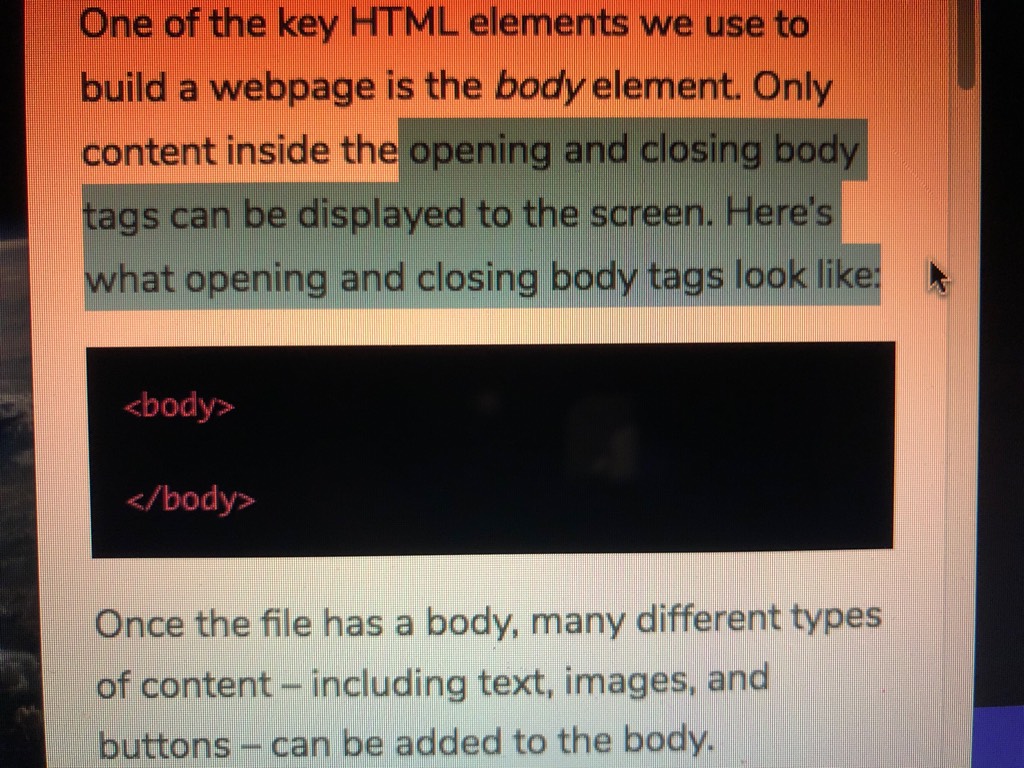 One of the key HTML elements we use to
build a webpage is the body element. Only
content inside the opening and closing body
tags can be displayed to the screen. Here's
what opening and closing body tags look like:
<body>
</body>
Once the file has a body, many different types
of content – including text, images, and
buttons – can be added to the body.